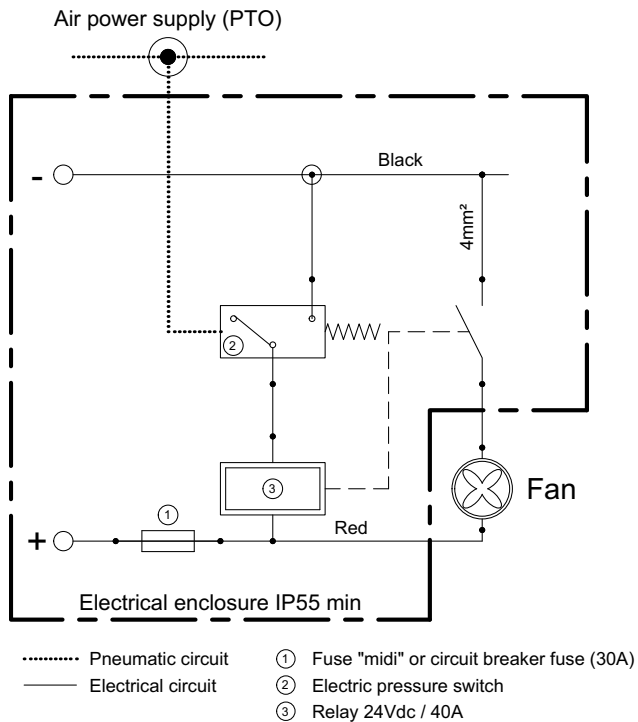 Air power supply (PTO)
-
Black
4mm²
2
3
Fan
1
+
Red
Electrical enclosure IP55 min
Pneumatic circuit
Electrical circuit
1 Fuse "midi" or circuit breaker fuse (30A)
2 Electric pressure switch
3 Relay 24Vdc / 40A